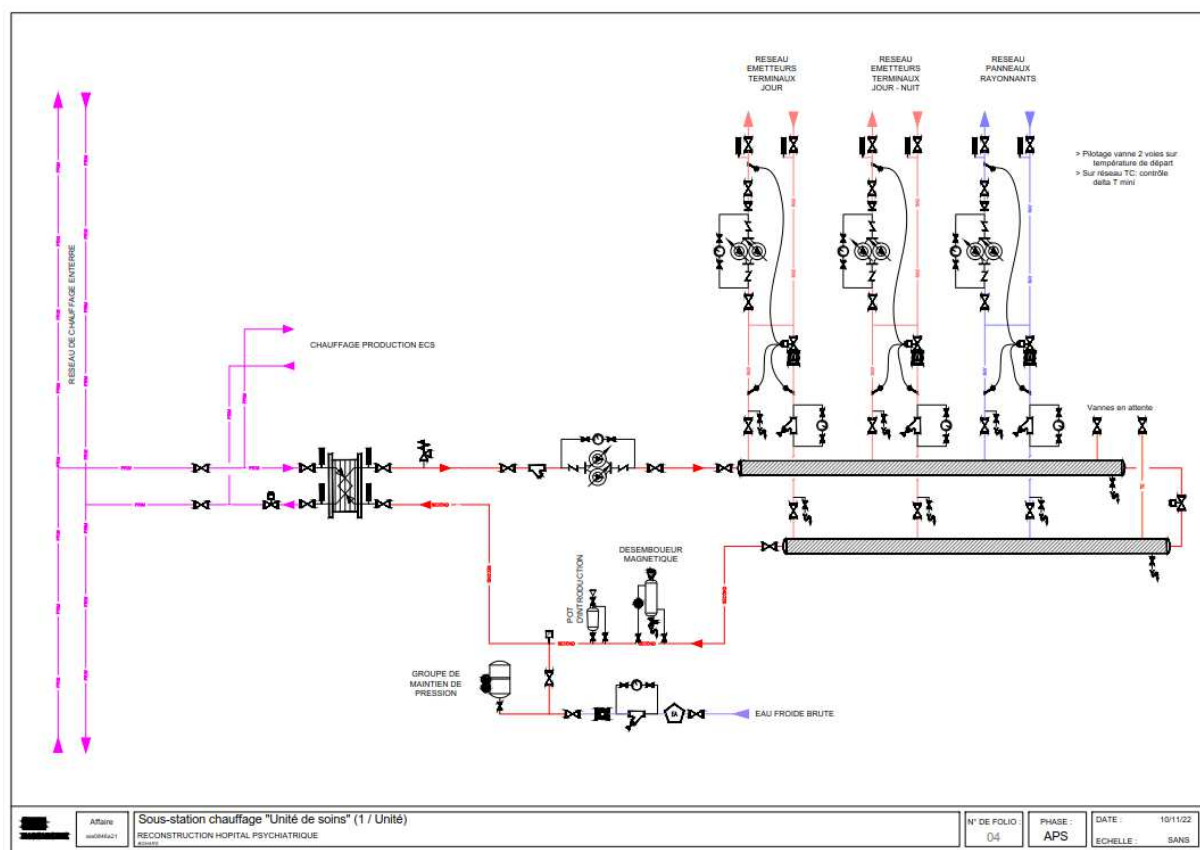 RESEAU
EMETTEURS
TERMINAUX
JOUR
RESEAU
EMETTEURS
TERMINAUX
JOUR - NUIT
RESEAU
PANNEAUX
RAYONNANTS
> Pilotage vanne 2 voies sur
température de départ
> Sur réseau TC: contrôle
delta T mini
RESEAU DE CHAUFFAGE ENTERRE
CHAUFFAGE PRODUCTION ECS
Vannes en attente
DESEMBOUEUR
MAGNETIQUE
POT
D'INTRODUCTION
GROUPE DE
MAINTIEN DE
PRESSION
EAU FROIDE BRUTE
Affaire
Sous-station chauffage "Unité de soins" (1 / Unité)
RECONSTRUCTION HOPITAL PSYCHIATRIQUE
N° DE FOLIO :
04
PHASE :
APS
DATE :
10/11/22
ECHELLE :
SANS